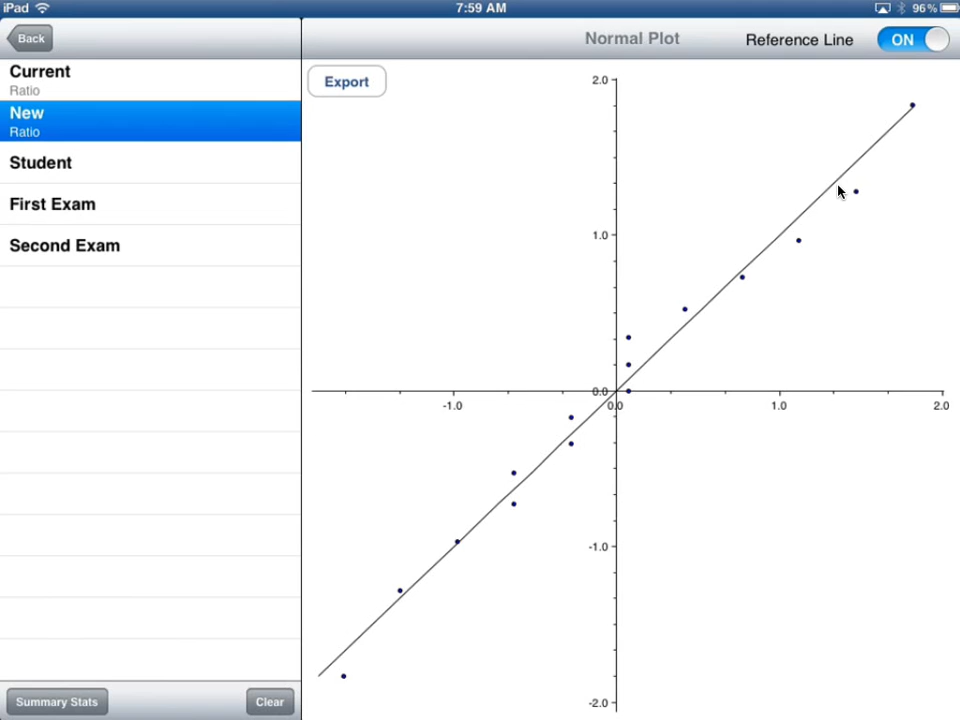 iPad 7:59 AM 96%
Back Normal Plot Reference Line ON
Current
Ratio
New
Ratio
Student
First Exam
Second Exam
Export
2.0
1.0
0.0
-1.0 0.0 1.0 2.0
-1.0
-2.0
Summary Stats Clear